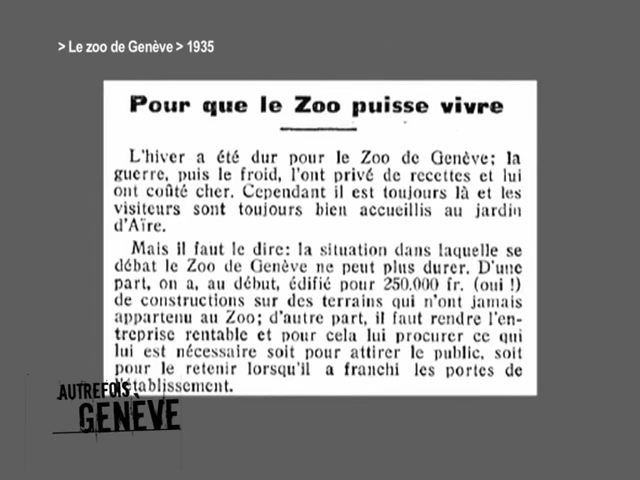 > Le zoo de Genève > 1935
Pour que le Zoo puisse vivre
L'hiver a été dur pour le Zoo de Genève; la
guerre, puis le froid, l'ont privé de recettes et lui
ont coûté cher. Cependant il est toujours là et les
visiteurs sont toujours bien accueillis au jardin
d'Aïre.
Mais il faut le dire: la situation dans laquelle se
débat le Zoo de Genève ne peut plus durer. D'une
part, on a, au début, édifié pour 250.000 fr. (oui !)
de constructions sur des terrains qui n'ont jamais
appartenu au Zoo; d'autre part, il faut rendre l'en-
treprise rentable et pour cela lui procurer ce qui
lui est nécessaire soit pour attirer le public, soit
pour le retenir lorsqu'il a franchi les portes de
l'établissement.
AUTREFOIS
GENÈVE